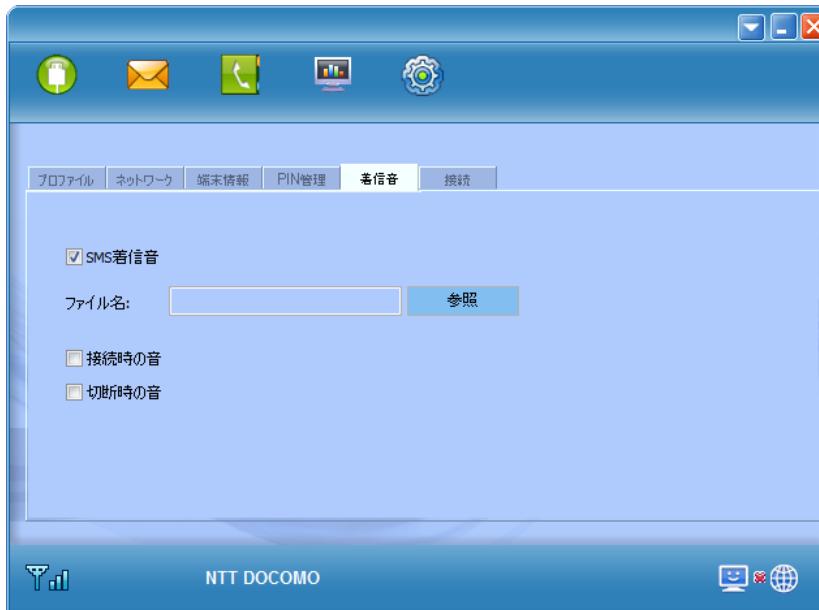 プロファイル ネットワーク 端末情報 PIN管理 着信音 接続
SMS着信音
ファイル名: 参照
接続時の音
切断時の音
NTT DOCOMO